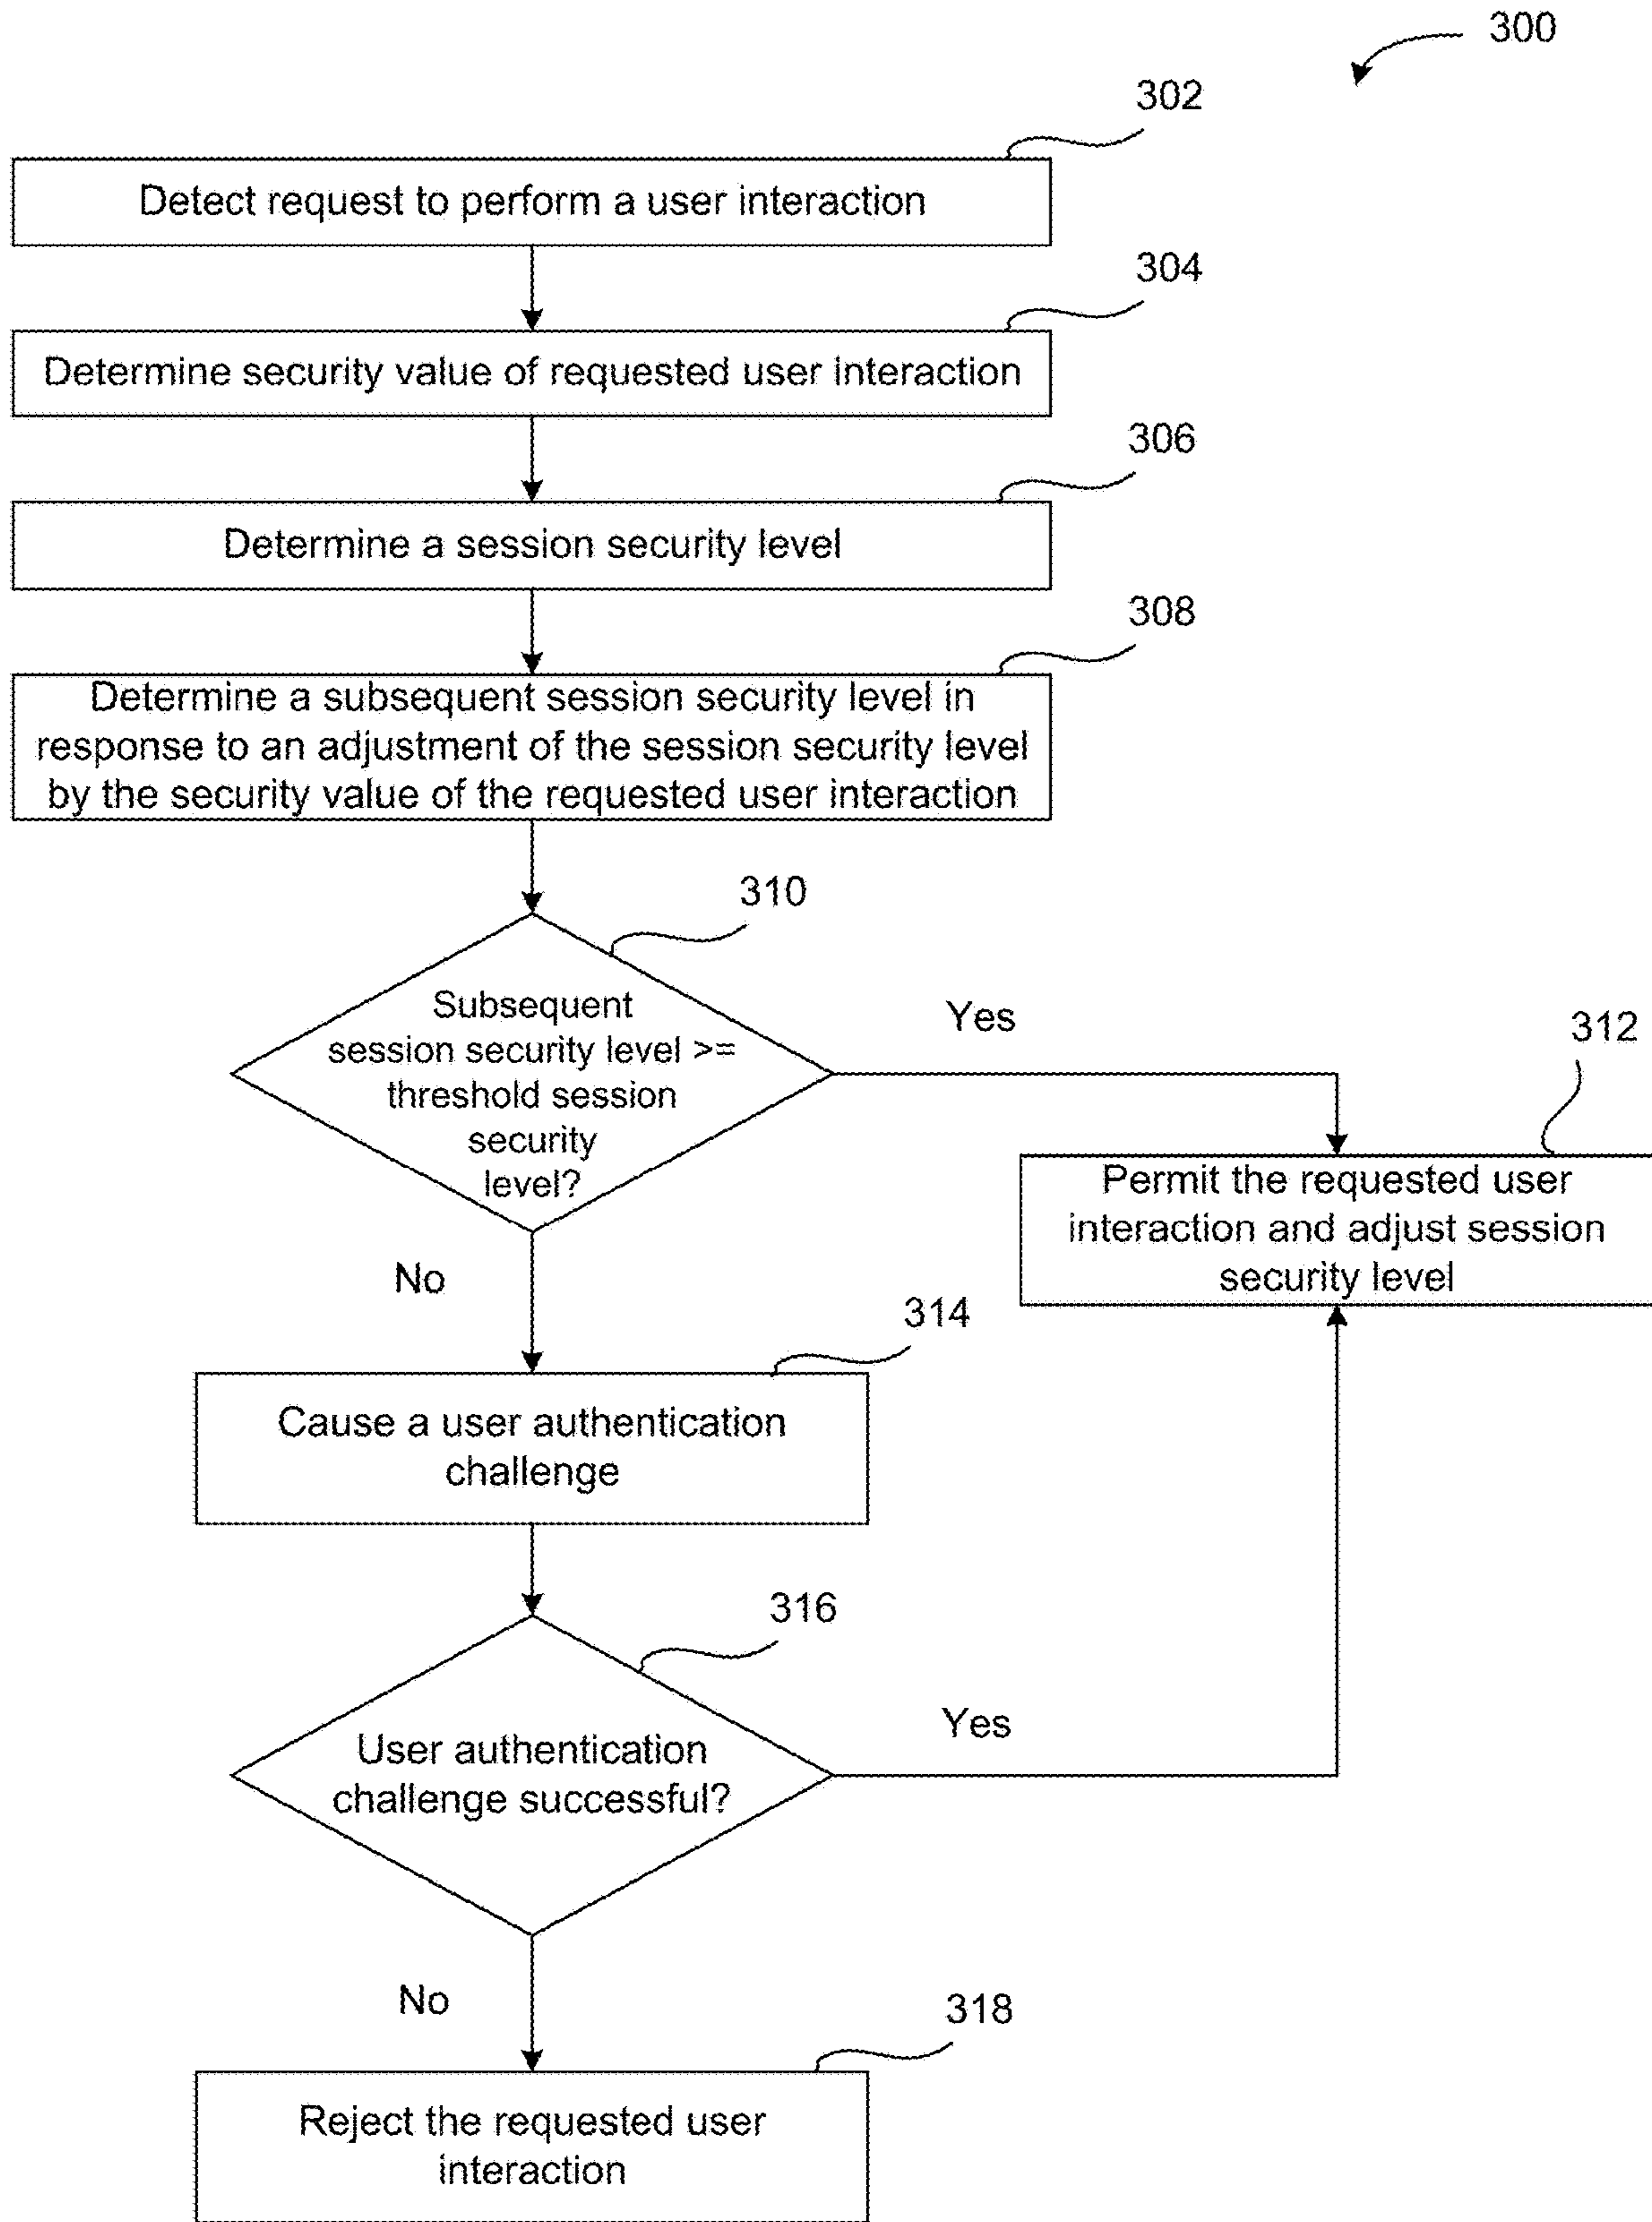 300
302
Detect request to perform a user interaction
304
Determine security value of requested user interaction
306
Determine a session security level
308
Determine a subsequent session security level in
response to an adjustment of the session security level
by the security value of the requested user interaction
310
Subsequent
session security level >=
threshold session
security
level?
Yes
312
Permit the requested user
interaction and adjust session
security level
No
314
Cause a user authentication
challenge
316
User authentication
challenge successful?
Yes
No
318
Reject the requested user
interaction